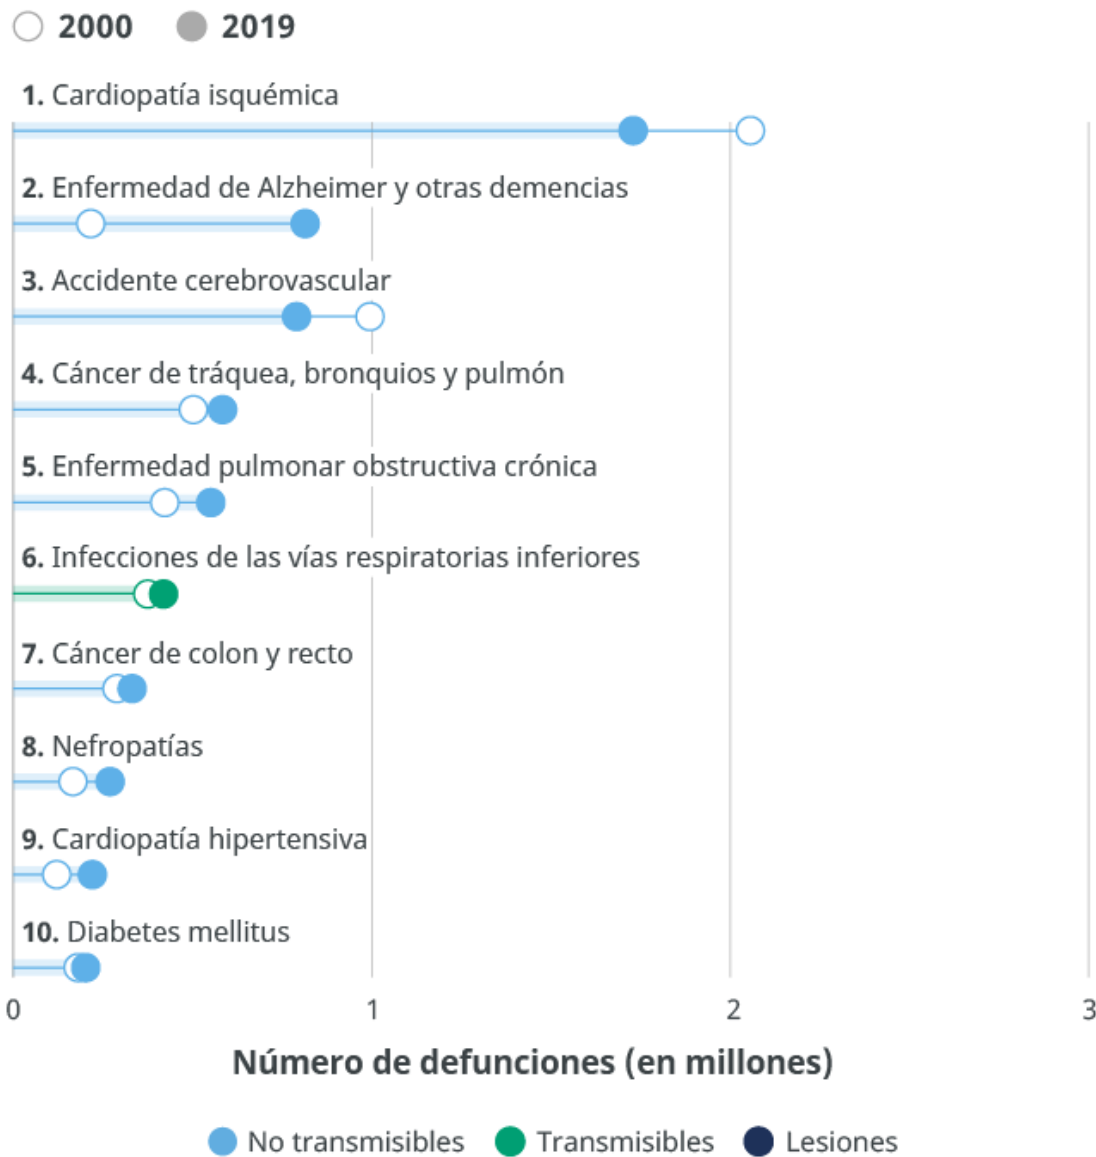 2000 2019
1. Cardiopatía isquémica
2. Enfermedad de Alzheimer y otras demencias
3. Accidente cerebrovascular
4. Cáncer de tráquea, bronquios y pulmón
5. Enfermedad pulmonar obstructiva crónica
6. Infecciones de las vías respiratorias inferiores
7. Cáncer de colon y recto
8. Nefropatías
9. Cardiopatía hipertensiva
10. Diabetes mellitus
0 1 2 3
Número de defunciones (en millones)
No transmisibles Transmisibles Lesiones